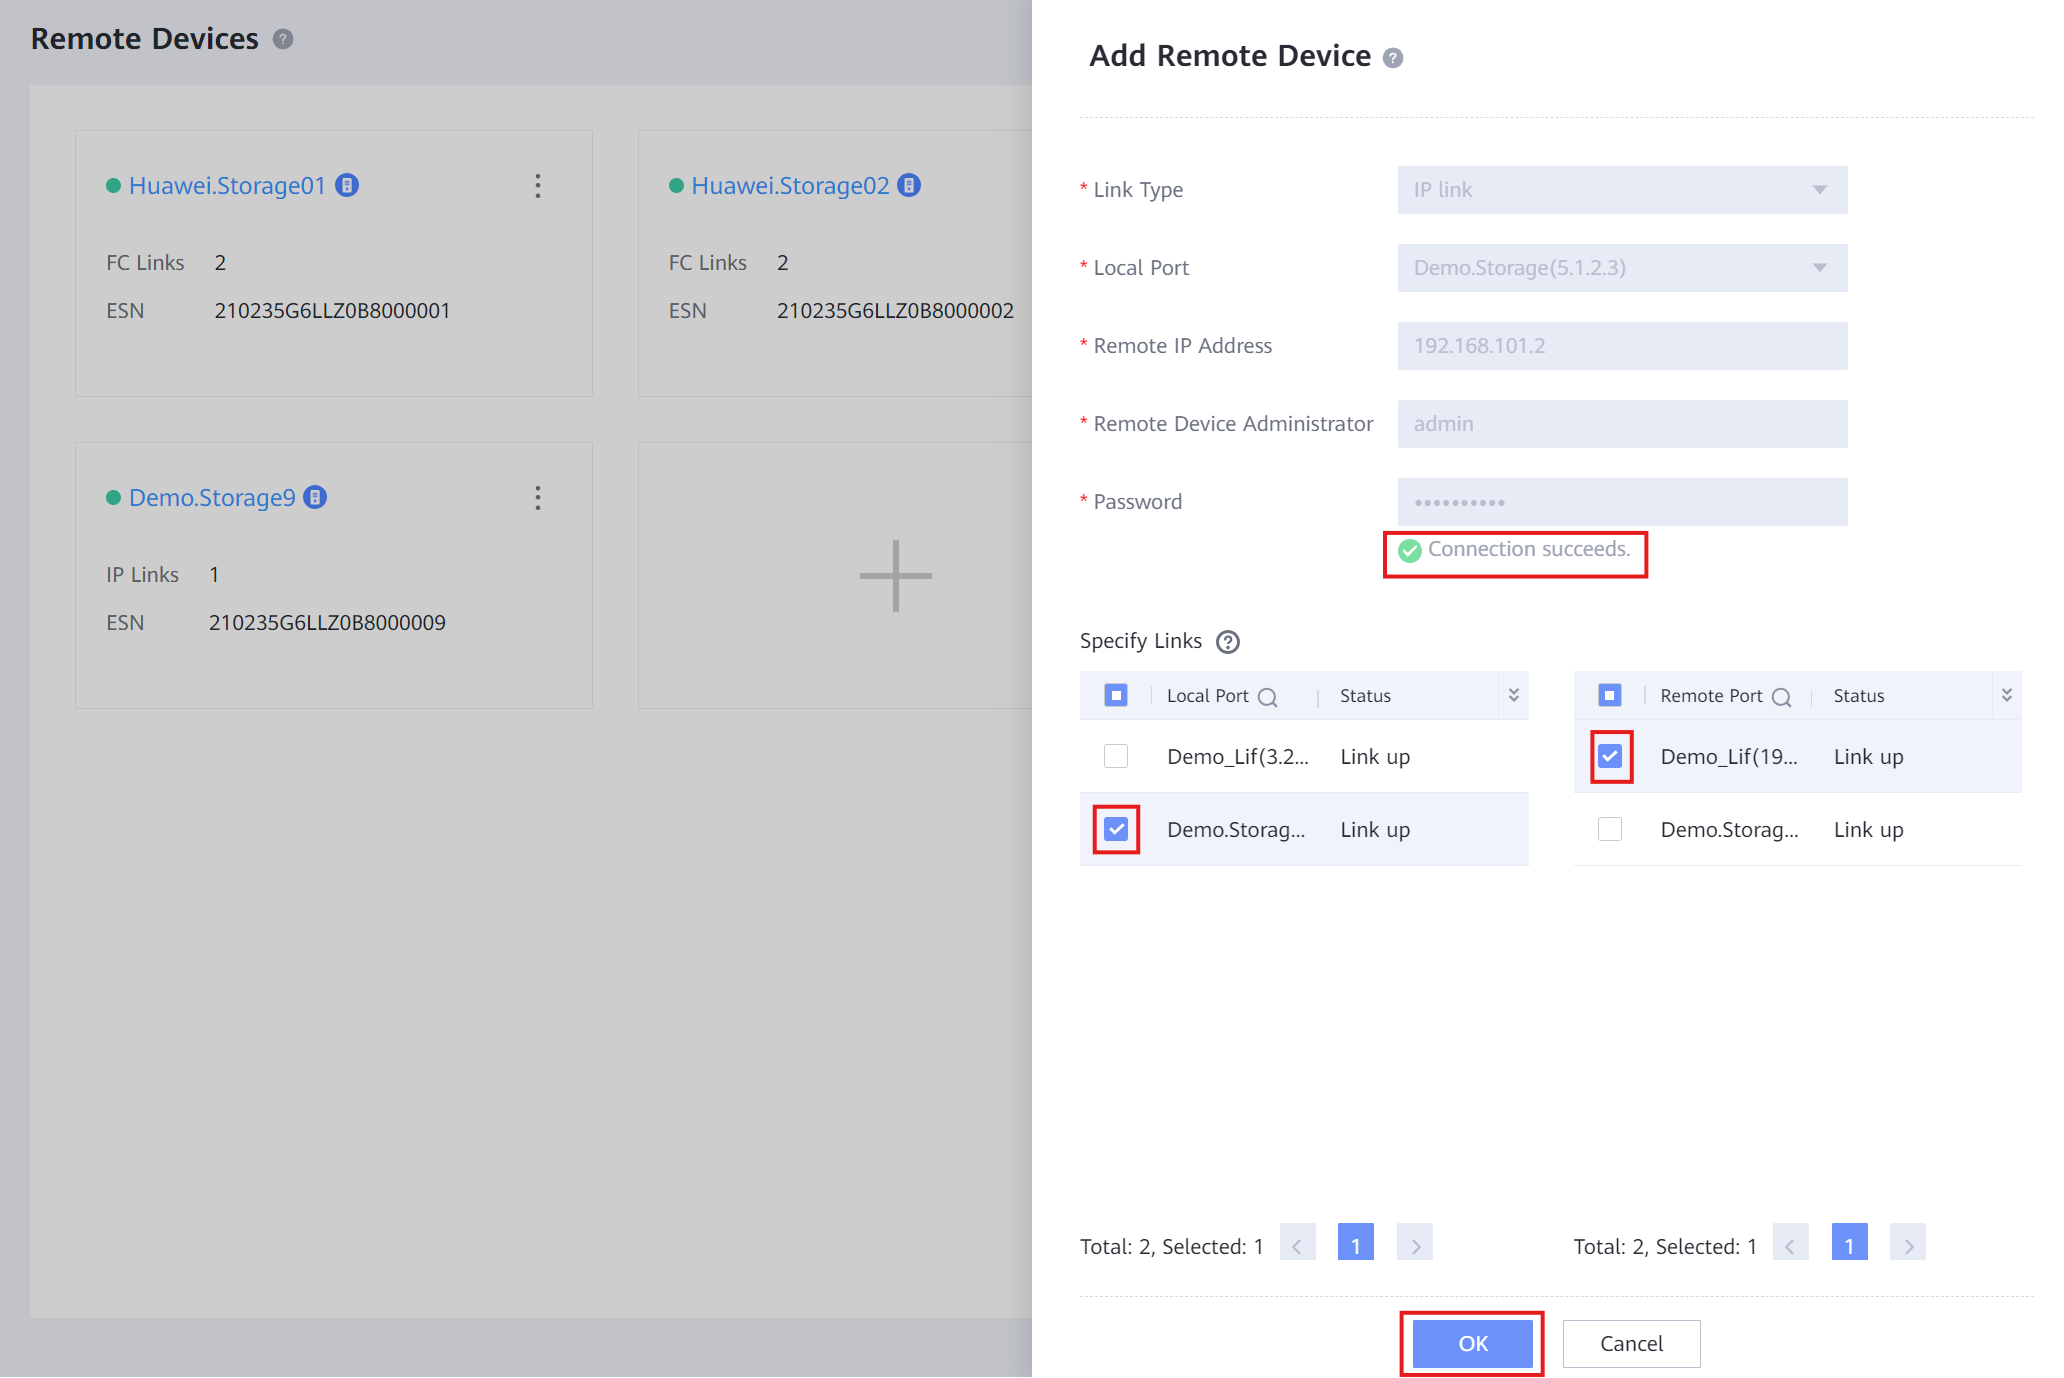 Remote Devices ?
Huawei.Storage01
FC Links 2
ESN 210235G6LLZ0B8000001
Huawei.Storage02
FC Links 2
ESN 210235G6LLZ0B8000002
Demo.Storage9
IP Links 1
ESN 210235G6LLZ0B8000009
Add Remote Device ?
* Link Type IP link
* Local Port Demo.Storage(5.1.2.3)
* Remote IP Address 192.168.101.2
* Remote Device Administrator admin
* Password ••••••••••
Connection succeeds.
Specify Links ?
Local Port Status
Demo_Lif(3.2... Link up
Demo.Storag... Link up
Total: 2, Selected: 1 < 1 >
Remote Port Status
Demo_Lif(19... Link up
Demo.Storag... Link up
Total: 2, Selected: 1 < 1 >
OK Cancel